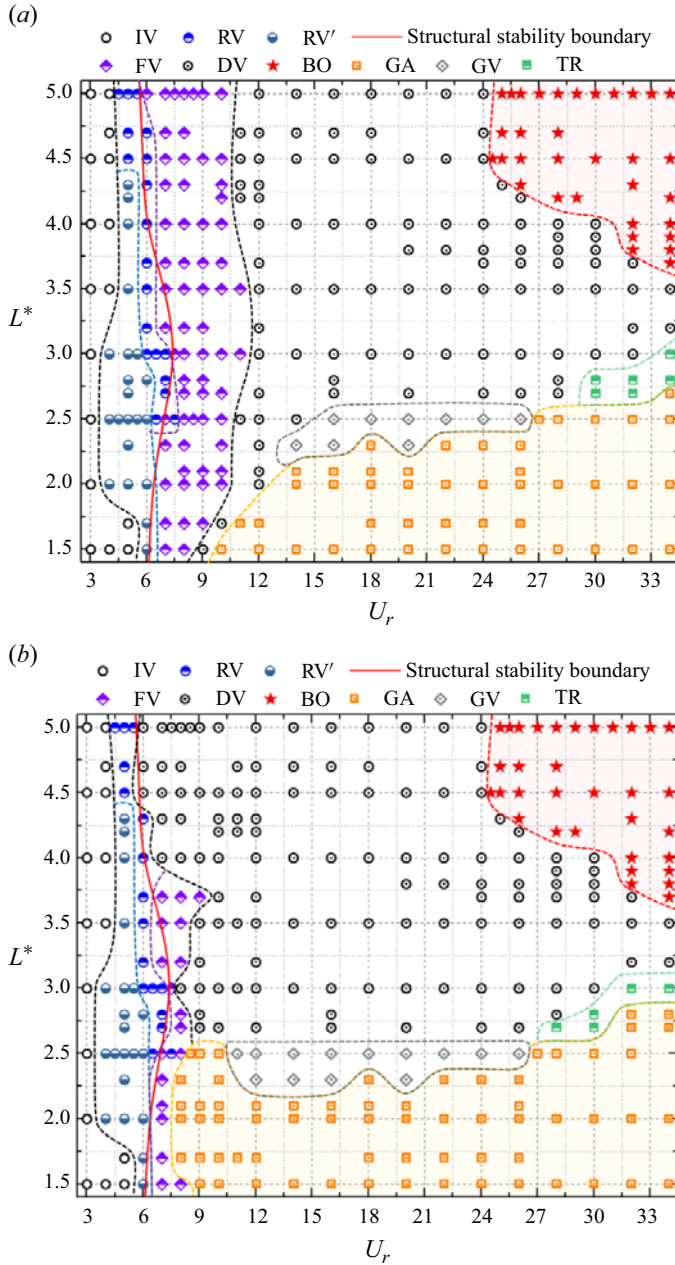 (a)
IV RV RV′ Structural stability boundary
FV DV BO GA GV TR
5.0
4.5
4.0
3.5
L*
3.0
2.5
2.0
1.5
3 6 9 12 15 18 21 24 27 30 33
U_r
(b)
IV RV RV′ Structural stability boundary
FV DV BO GA GV TR
5.0
4.5
4.0
3.5
L*
3.0
2.5
2.0
1.5
3 6 9 12 15 18 21 24 27 30 33
U_r